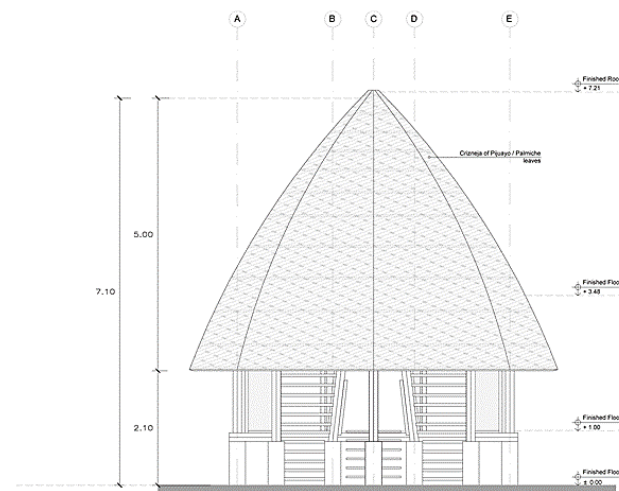 A B C D E
Finished Roo
+ 7.21
Crizneja of Pijuayo / Palmiche
leaves
5.00
7.10
Finished Floo
+ 3.48
2.10
Finished Floo
+ 1.00
Finished Floo
± 0.00